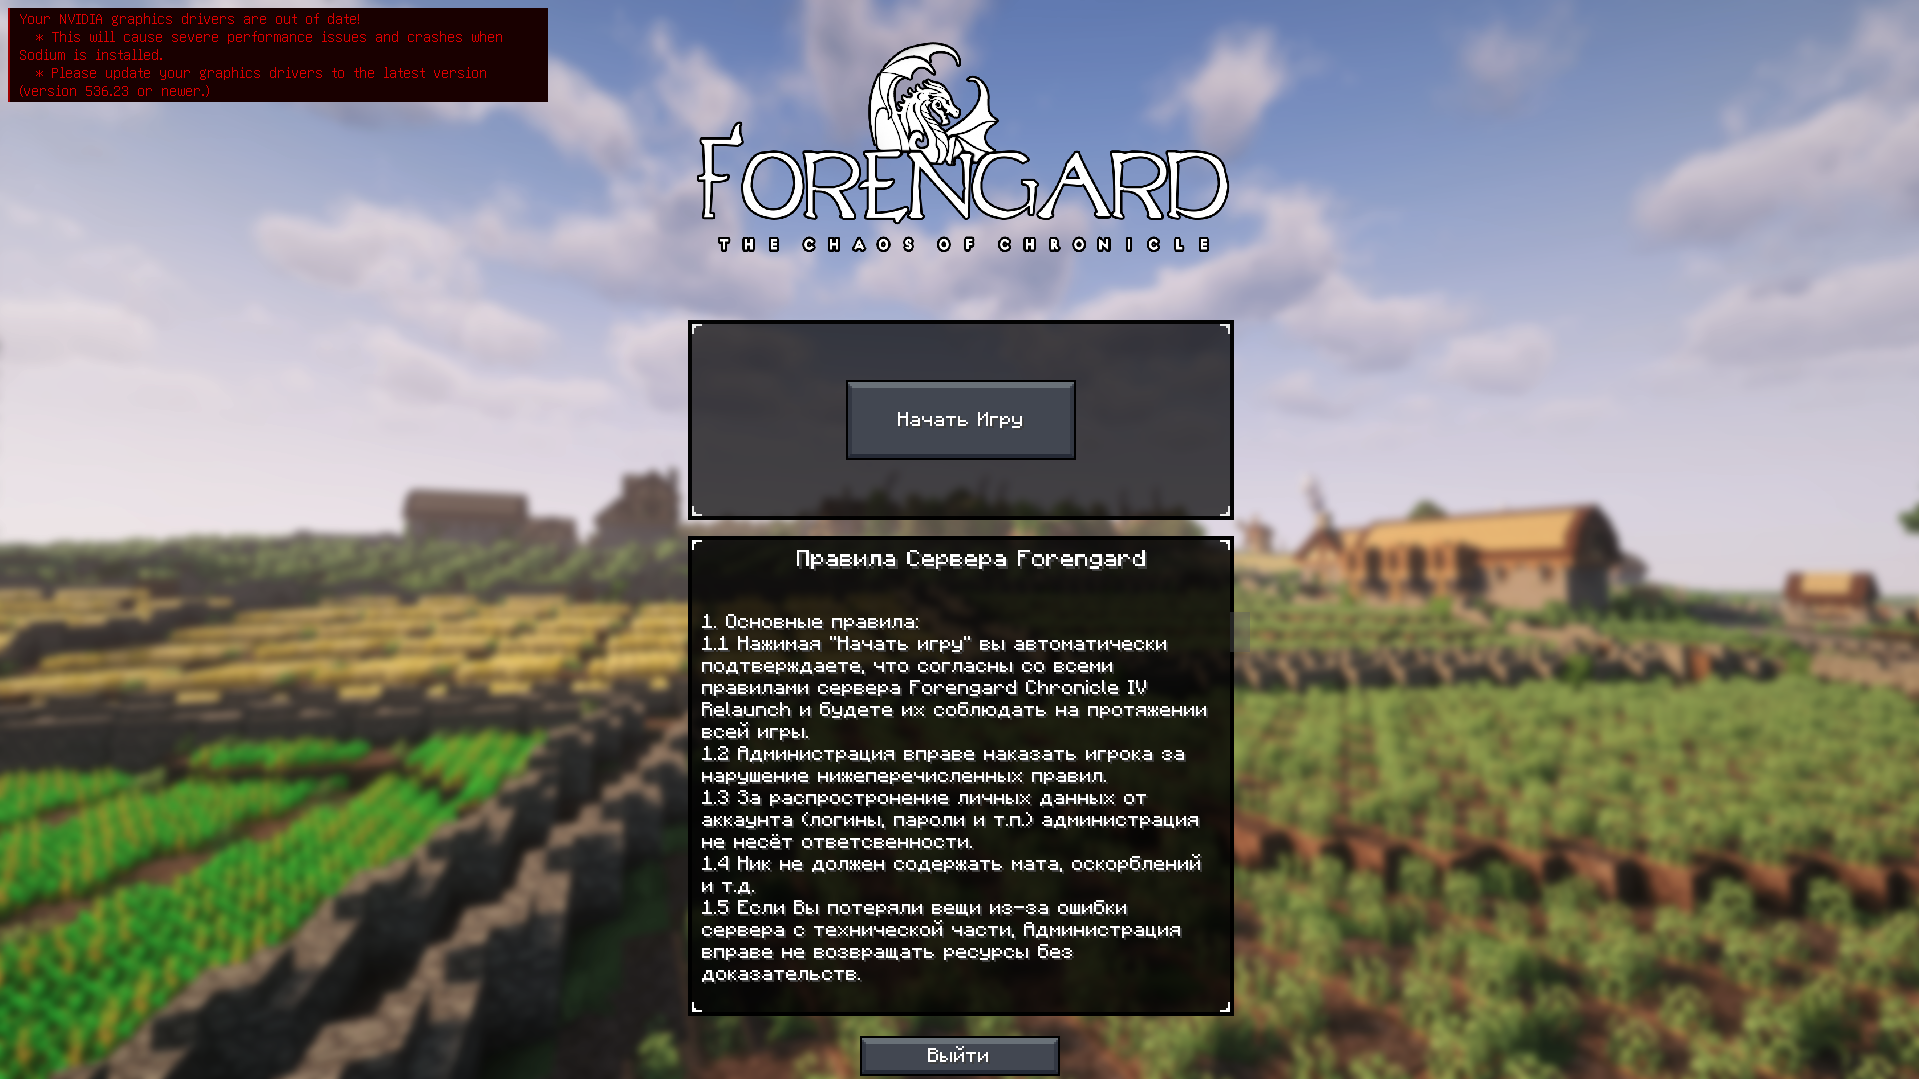 Your NVIDIA graphics drivers are out of date!
* This will cause severe performance issues and crashes when
Sodium is installed.
* Please update your graphics drivers to the latest version
(version 536.23 or newer.)
FORENGARD
THE CHAOS OF CHRONICLE
Начать Игру
Правила Сервера Forengard
1. Основные правила:
1.1 Нажимая "Начать игру" вы автоматически
подтверждаете, что согласны со всеми
правилами сервера Forengard Chronicle IV
Relaunch и будете их соблюдать на протяжении
всей игры.
1.2 Администрация вправе наказать игрока за
нарушение нижеперечисленных правил.
1.3 За распространение личных данных от
аккаунта (логины, пароли и т.п.) администрация
не несёт ответсвенности.
1.4 Ник не должен содержать мата, оскорблений
и т.д.
1.5 Если Вы потеряли вещи из-за ошибки
сервера с технической части, Администрация
вправе не возвращать ресурсы без
доказательств.
Выйти